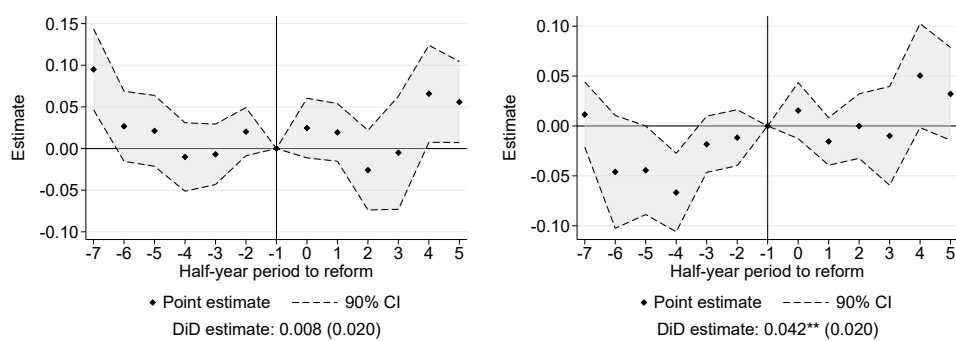 0.15
0.10
0.05
0.00
-0.05
-0.10
Estimate
-7 -6 -5 -4 -3 -2 -1 0 1 2 3 4 5
Half-year period to reform
Point estimate 90% CI
DiD estimate: 0.008 (0.020)
0.10
0.05
0.00
-0.05
-0.10
Estimate
-7 -6 -5 -4 -3 -2 -1 0 1 2 3 4 5
Half-year period to reform
Point estimate 90% CI
DiD estimate: 0.042** (0.020)